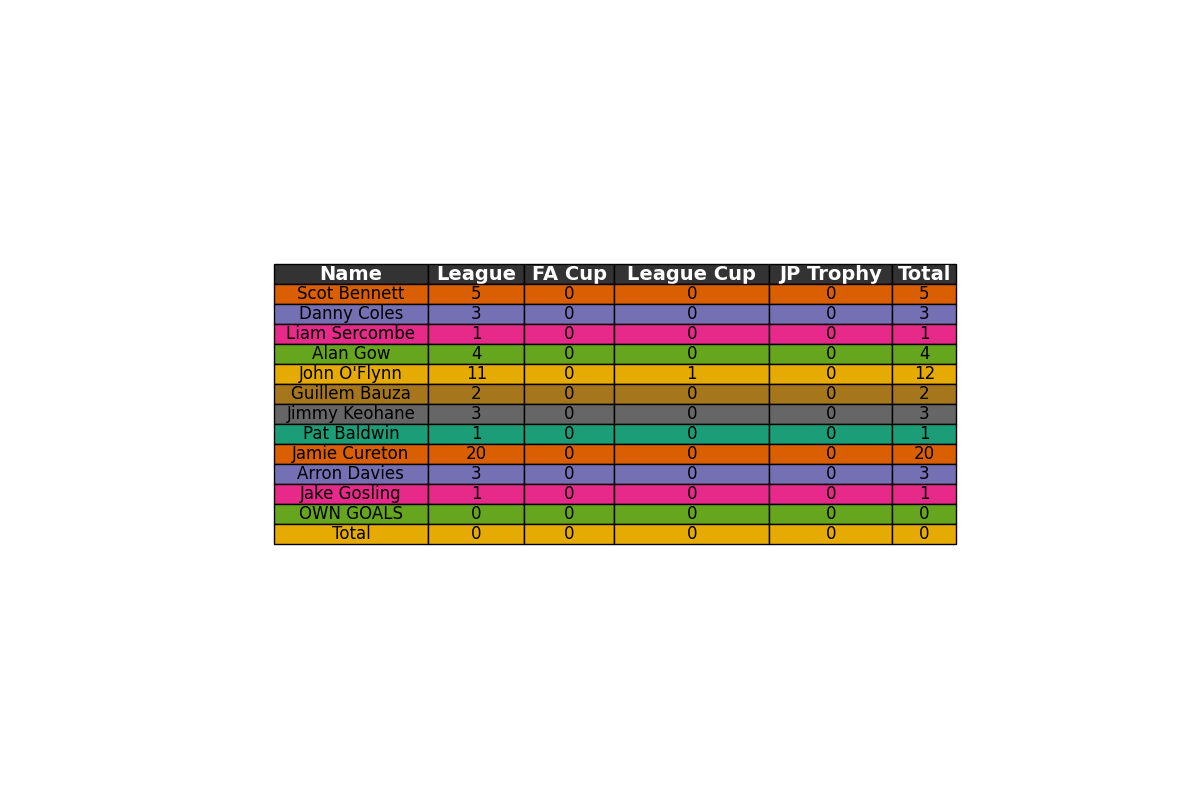 Name League FA Cup League Cup JP Trophy Total
Scot Bennett 5 0 0 0 5
Danny Coles 3 0 0 0 3
Liam Sercombe 1 0 0 0 1
Alan Gow 4 0 0 0 4
John O'Flynn 11 0 1 0 12
Guillem Bauza 2 0 0 0 2
Jimmy Keohane 3 0 0 0 3
Pat Baldwin 1 0 0 0 1
Jamie Cureton 20 0 0 0 20
Arron Davies 3 0 0 0 3
Jake Gosling 1 0 0 0 1
OWN GOALS 0 0 0 0 0
Total 0 0 0 0 0